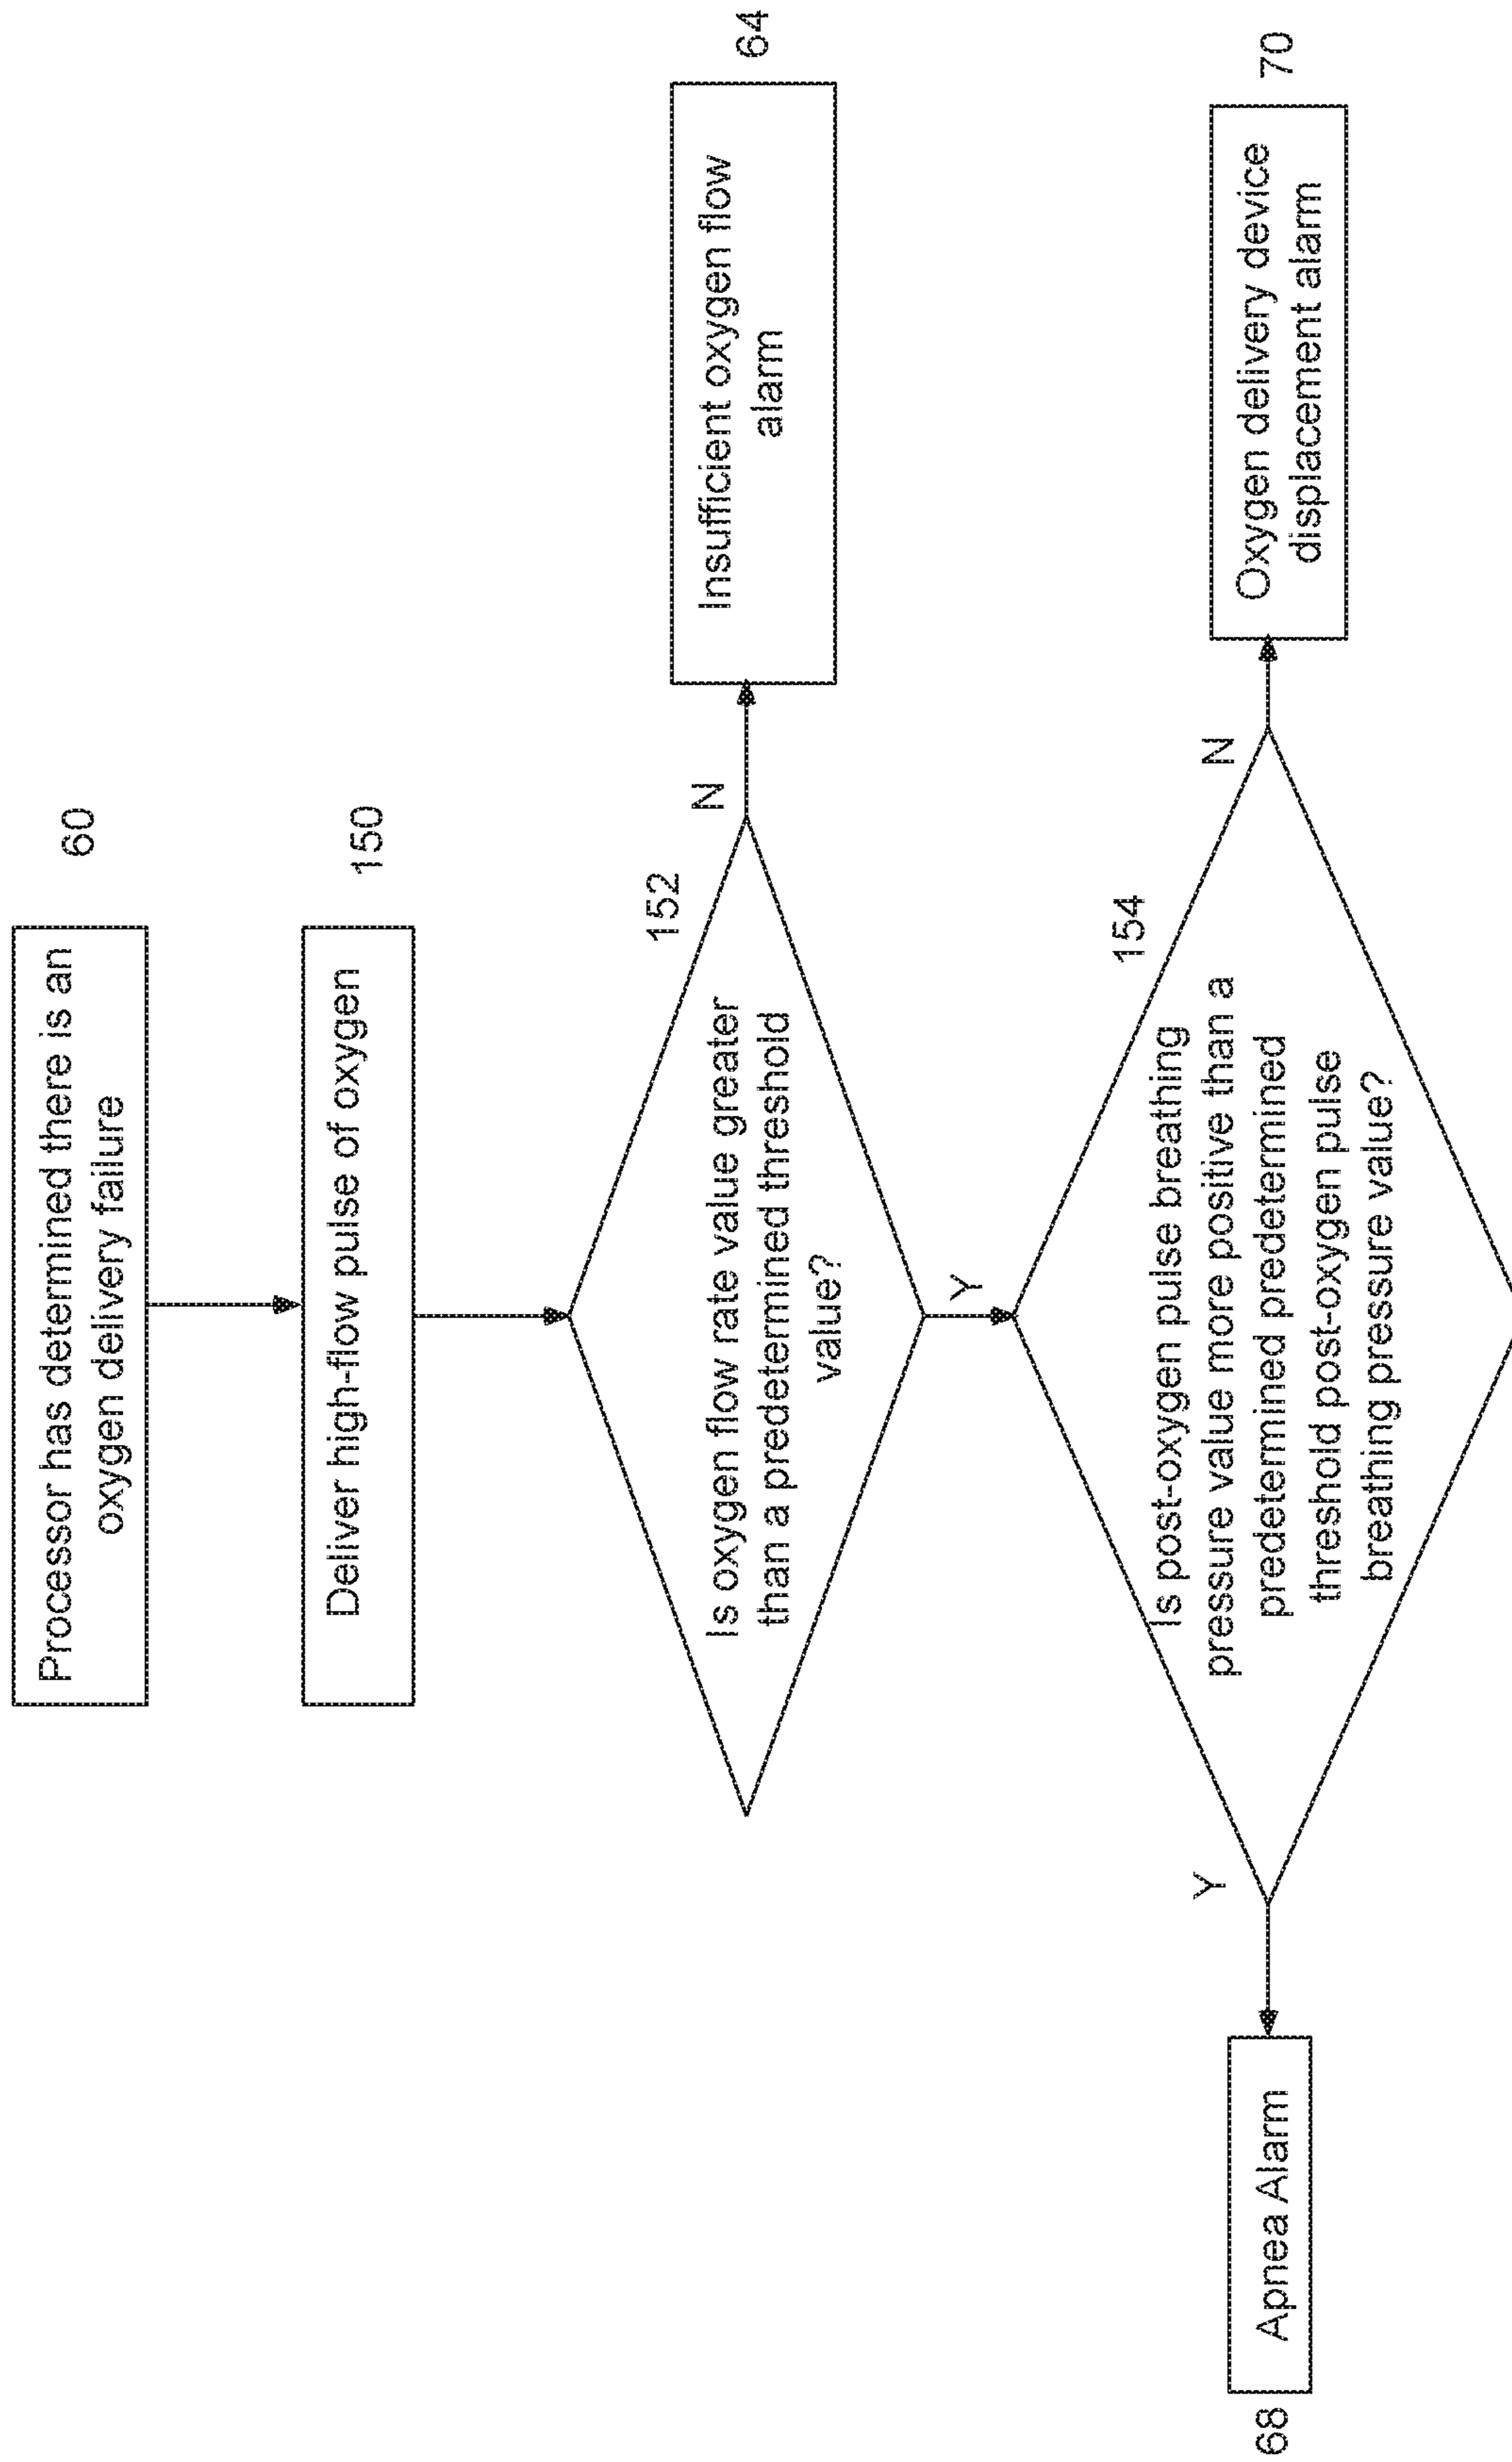 Processor has determined there is an
oxygen delivery failure
60
Deliver high-flow pulse of oxygen
150
152
Is oxygen flow rate value greater
than a predetermined threshold
value?
N
Insufficient oxygen flow
alarm
64
Y
154
Is post-oxygen pulse breathing
pressure value more positive than a
predetermined predetermined
threshold post-oxygen pulse
breathing pressure value?
Y
68
Apnea Alarm
N
Oxygen delivery device
displacement alarm
70